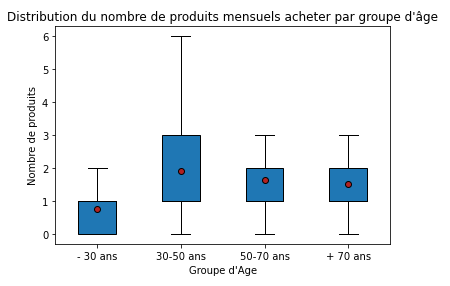 Distribution du nombre de produits mensuels acheter par groupe d'âge
Nombre de produits
6
5
4
3
2
1
0
- 30 ans
30-50 ans
50-70 ans
+ 70 ans
Groupe d'Age